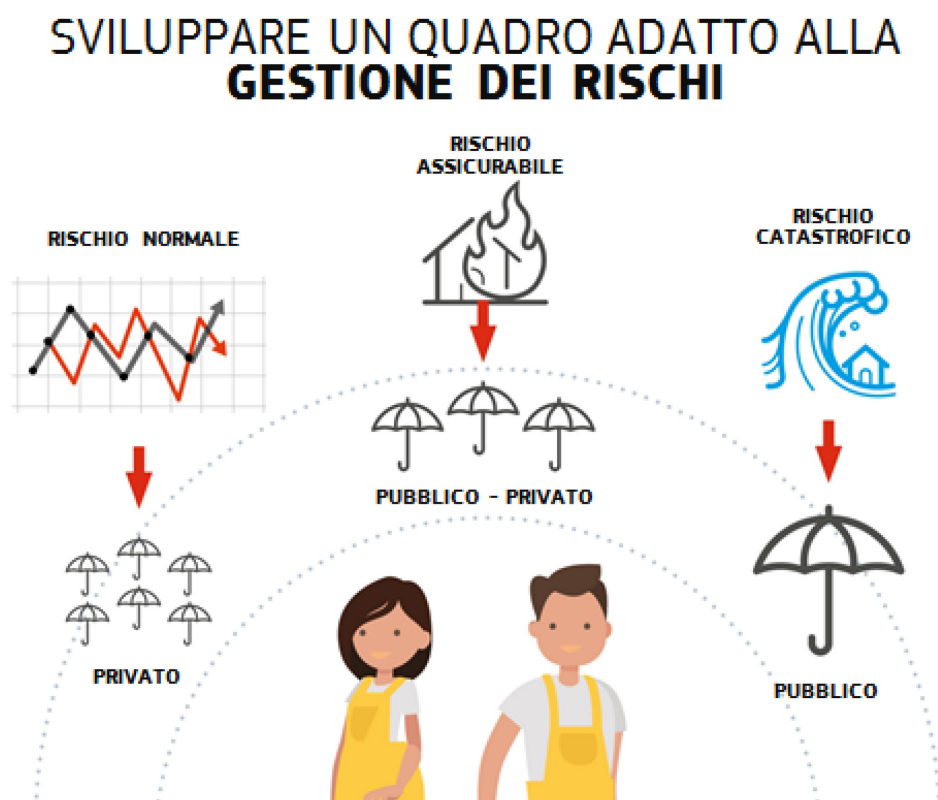 SVILUPPARE UN QUADRO ADATTO ALLA
GESTIONE DEI RISCHI
RISCHIO
ASSICURABILE
RISCHIO NORMALE
RISCHIO
CATASTROFICO
PUBBLICO - PRIVATO
PRIVATO
PUBBLICO